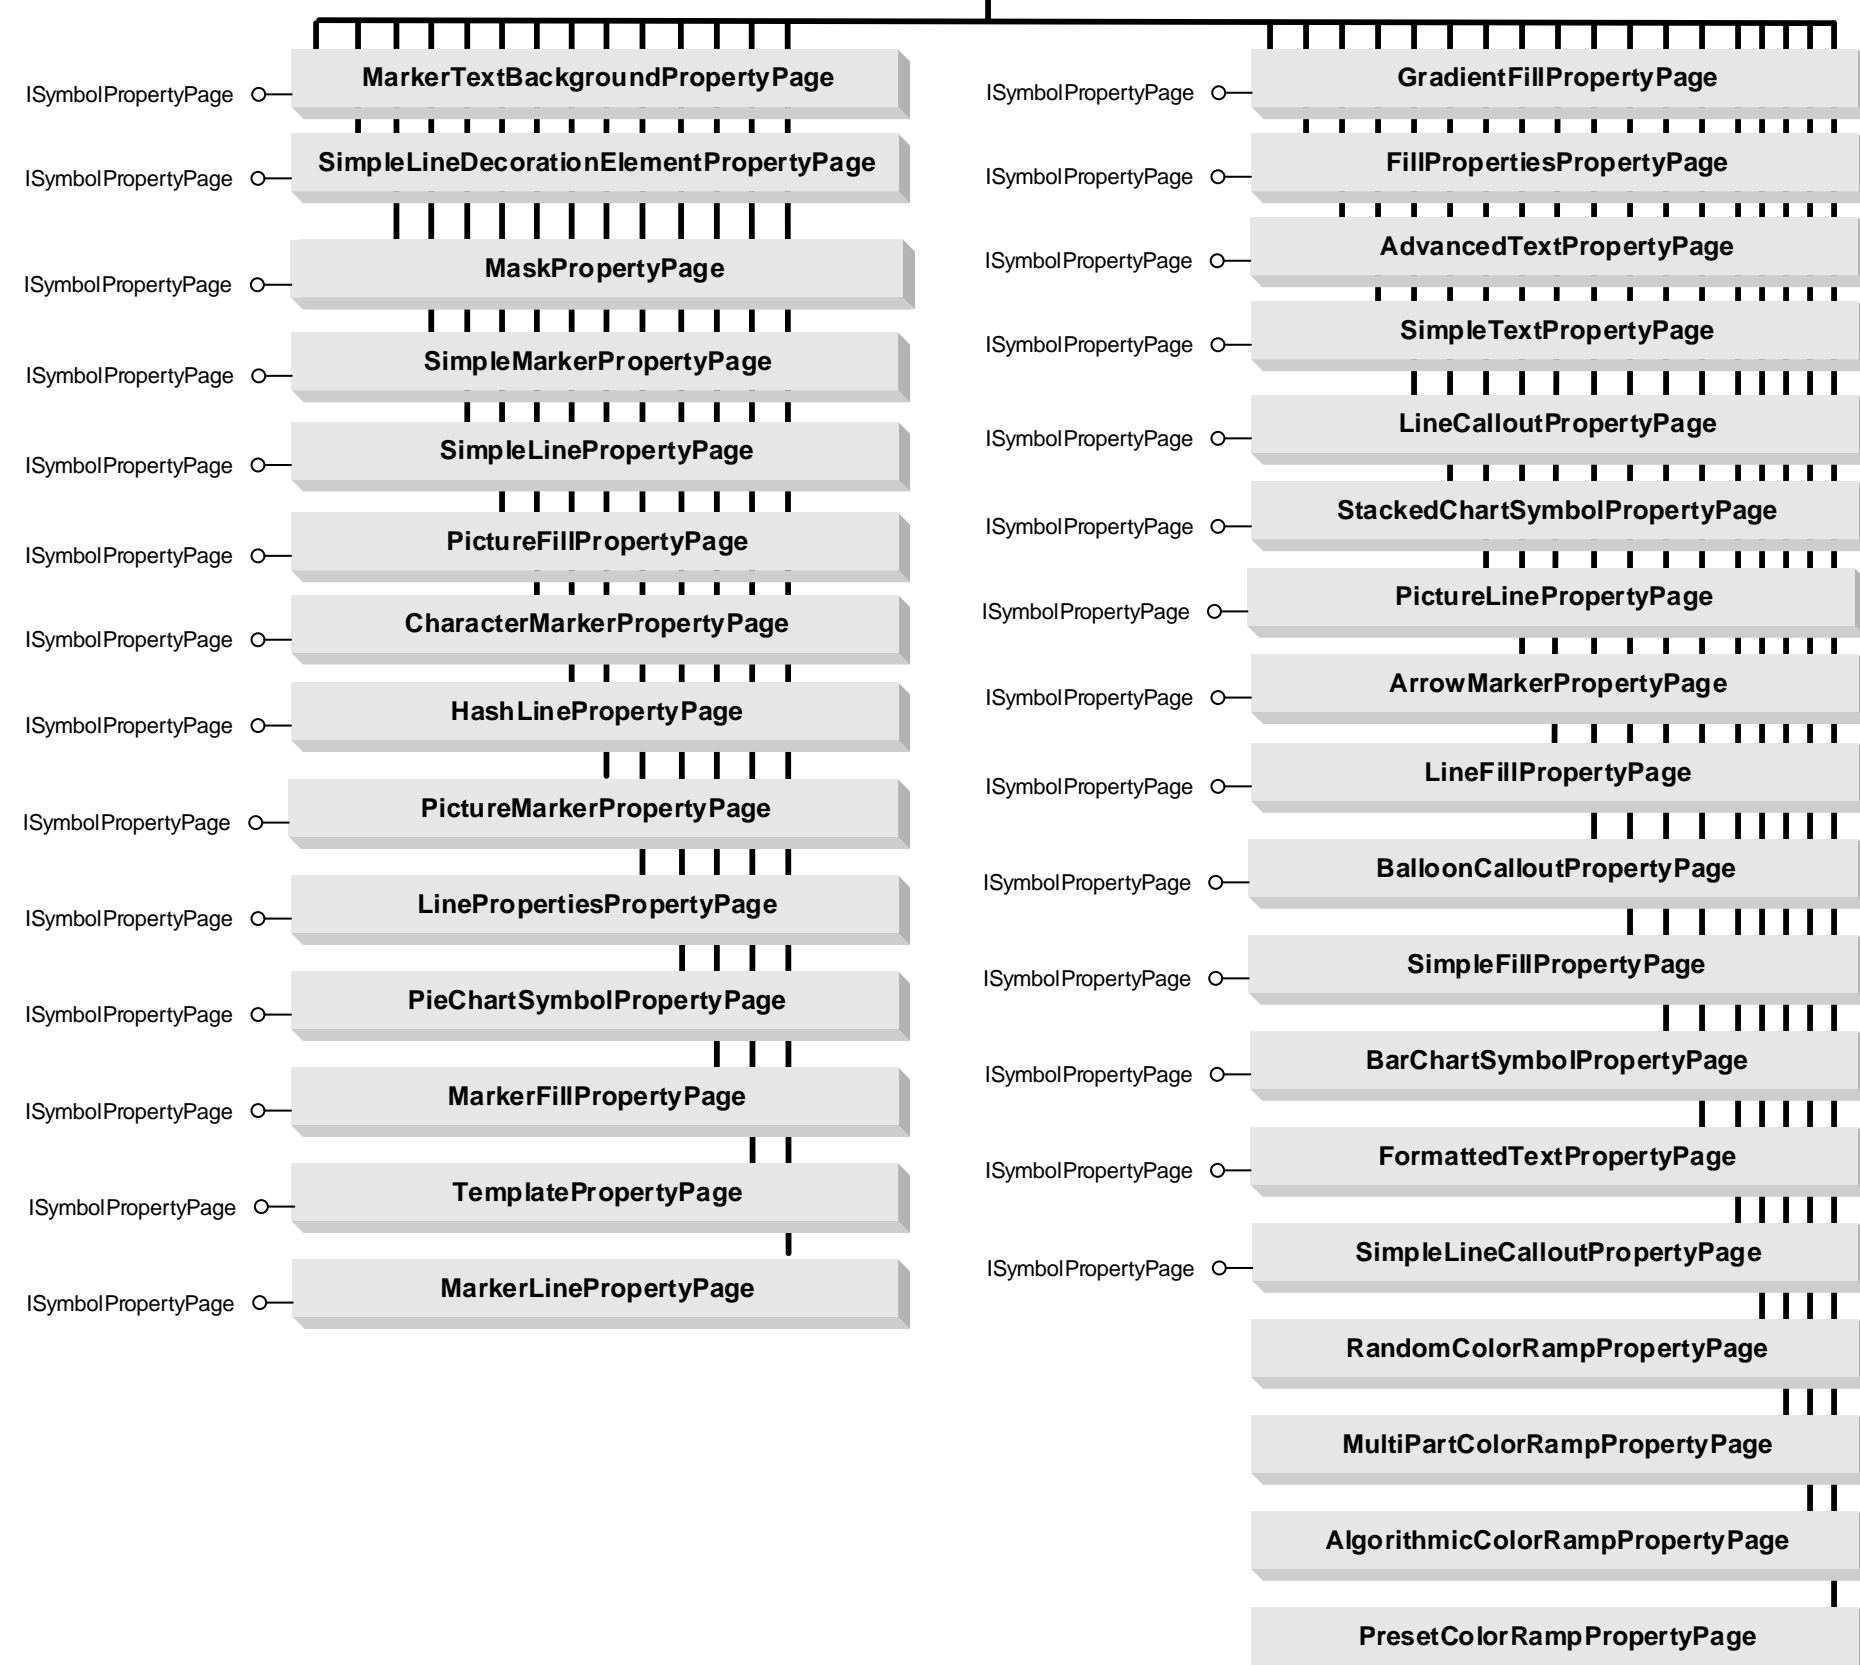 ISymbolPropertyPage
MarkerTextBackgroundPropertyPage
ISymbolPropertyPage
SimpleLineDecorationElementPropertyPage
ISymbolPropertyPage
MaskPropertyPage
ISymbolPropertyPage
SimpleMarkerPropertyPage
ISymbolPropertyPage
SimpleLinePropertyPage
ISymbolPropertyPage
PictureFillPropertyPage
ISymbolPropertyPage
CharacterMarkerPropertyPage
ISymbolPropertyPage
HashLinePropertyPage
ISymbolPropertyPage
PictureMarkerPropertyPage
ISymbolPropertyPage
LinePropertiesPropertyPage
ISymbolPropertyPage
PieChartSymbolPropertyPage
ISymbolPropertyPage
MarkerFillPropertyPage
ISymbolPropertyPage
TemplatePropertyPage
ISymbolPropertyPage
MarkerLinePropertyPage
ISymbolPropertyPage
GradientFillPropertyPage
ISymbolPropertyPage
FillPropertiesPropertyPage
ISymbolPropertyPage
AdvancedTextPropertyPage
ISymbolPropertyPage
SimpleTextPropertyPage
ISymbolPropertyPage
LineCalloutPropertyPage
ISymbolPropertyPage
StackedChartSymbolPropertyPage
ISymbolPropertyPage
PictureLinePropertyPage
ISymbolPropertyPage
ArrowMarkerPropertyPage
ISymbolPropertyPage
LineFillPropertyPage
ISymbolPropertyPage
BalloonCalloutPropertyPage
ISymbolPropertyPage
SimpleFillPropertyPage
ISymbolPropertyPage
BarChartSymbolPropertyPage
ISymbolPropertyPage
FormattedTextPropertyPage
ISymbolPropertyPage
SimpleLineCalloutPropertyPage
RandomColorRampPropertyPage
MultiPartColorRampPropertyPage
AlgorithmicColorRampPropertyPage
PresetColorRampPropertyPage